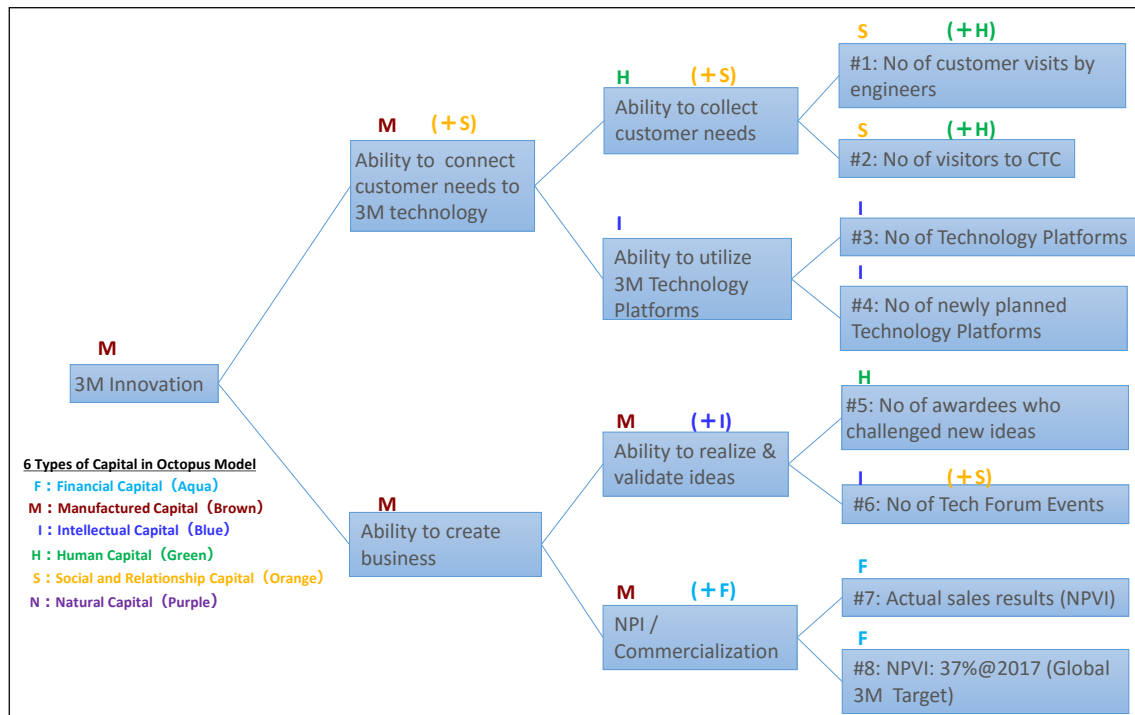 S (+H)
#1: No of customer visits by
engineers
H (+S)
Ability to collect
customer needs
M (+S)
Ability to connect
customer needs to
3M technology
S (+H)
#2: No of visitors to CTC
I
#3: No of Technology Platforms
I
Ability to utilize
3M Technology
Platforms
I
#4: No of newly planned
Technology Platforms
M
3M Innovation
H
#5: No of awardees who
challenged new ideas
M (+I)
Ability to realize &
validate ideas
I (+S)
#6: No of Tech Forum Events
M
Ability to create
business
F
#7: Actual sales results (NPVI)
M (+F)
NPI /
Commercialization
F
#8: NPVI: 37%@2017 (Global
3M Target)
6 Types of Capital in Octopus Model
F：Financial Capital（Aqua）
M：Manufactured Capital（Brown）
I：Intellectual Capital（Blue）
H：Human Capital（Green）
S：Social and Relationship Capital（Orange）
N：Natural Capital（Purple）